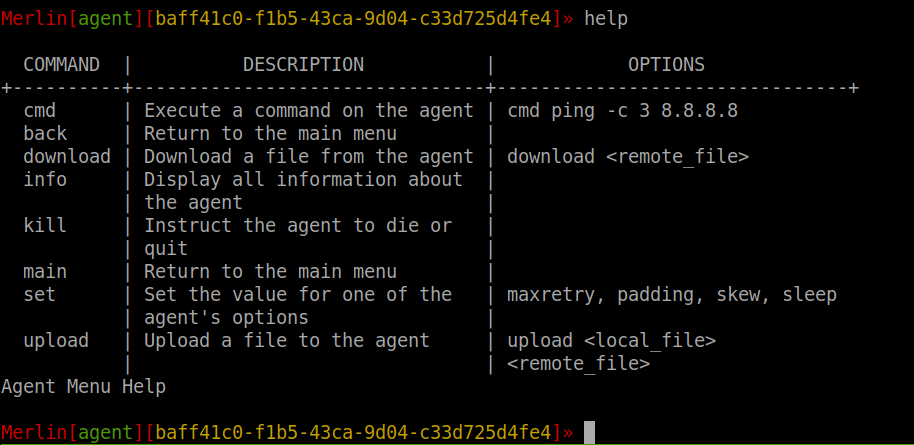 Merlin[agent][baff41c0-f1b5-43ca-9d04-c33d725d4fe4]» help
  COMMAND  |          DESCRIPTION           |            OPTIONS
+----------+--------------------------------+--------------------------------+
  cmd      | Execute a command on the agent | cmd ping -c 3 8.8.8.8
  back     | Return to the main menu        |
  download | Download a file from the agent | download <remote_file>
  info     | Display all information about  |
           | the agent                      |
  kill     | Instruct the agent to die or   |
           | quit                           |
  main     | Return to the main menu        |
  set      | Set the value for one of the   | maxretry, padding, skew, sleep
           | agent's options                |
  upload   | Upload a file to the agent     | upload <local_file>
           |                                | <remote_file>
Agent Menu Help
Merlin[agent][baff41c0-f1b5-43ca-9d04-c33d725d4fe4]»